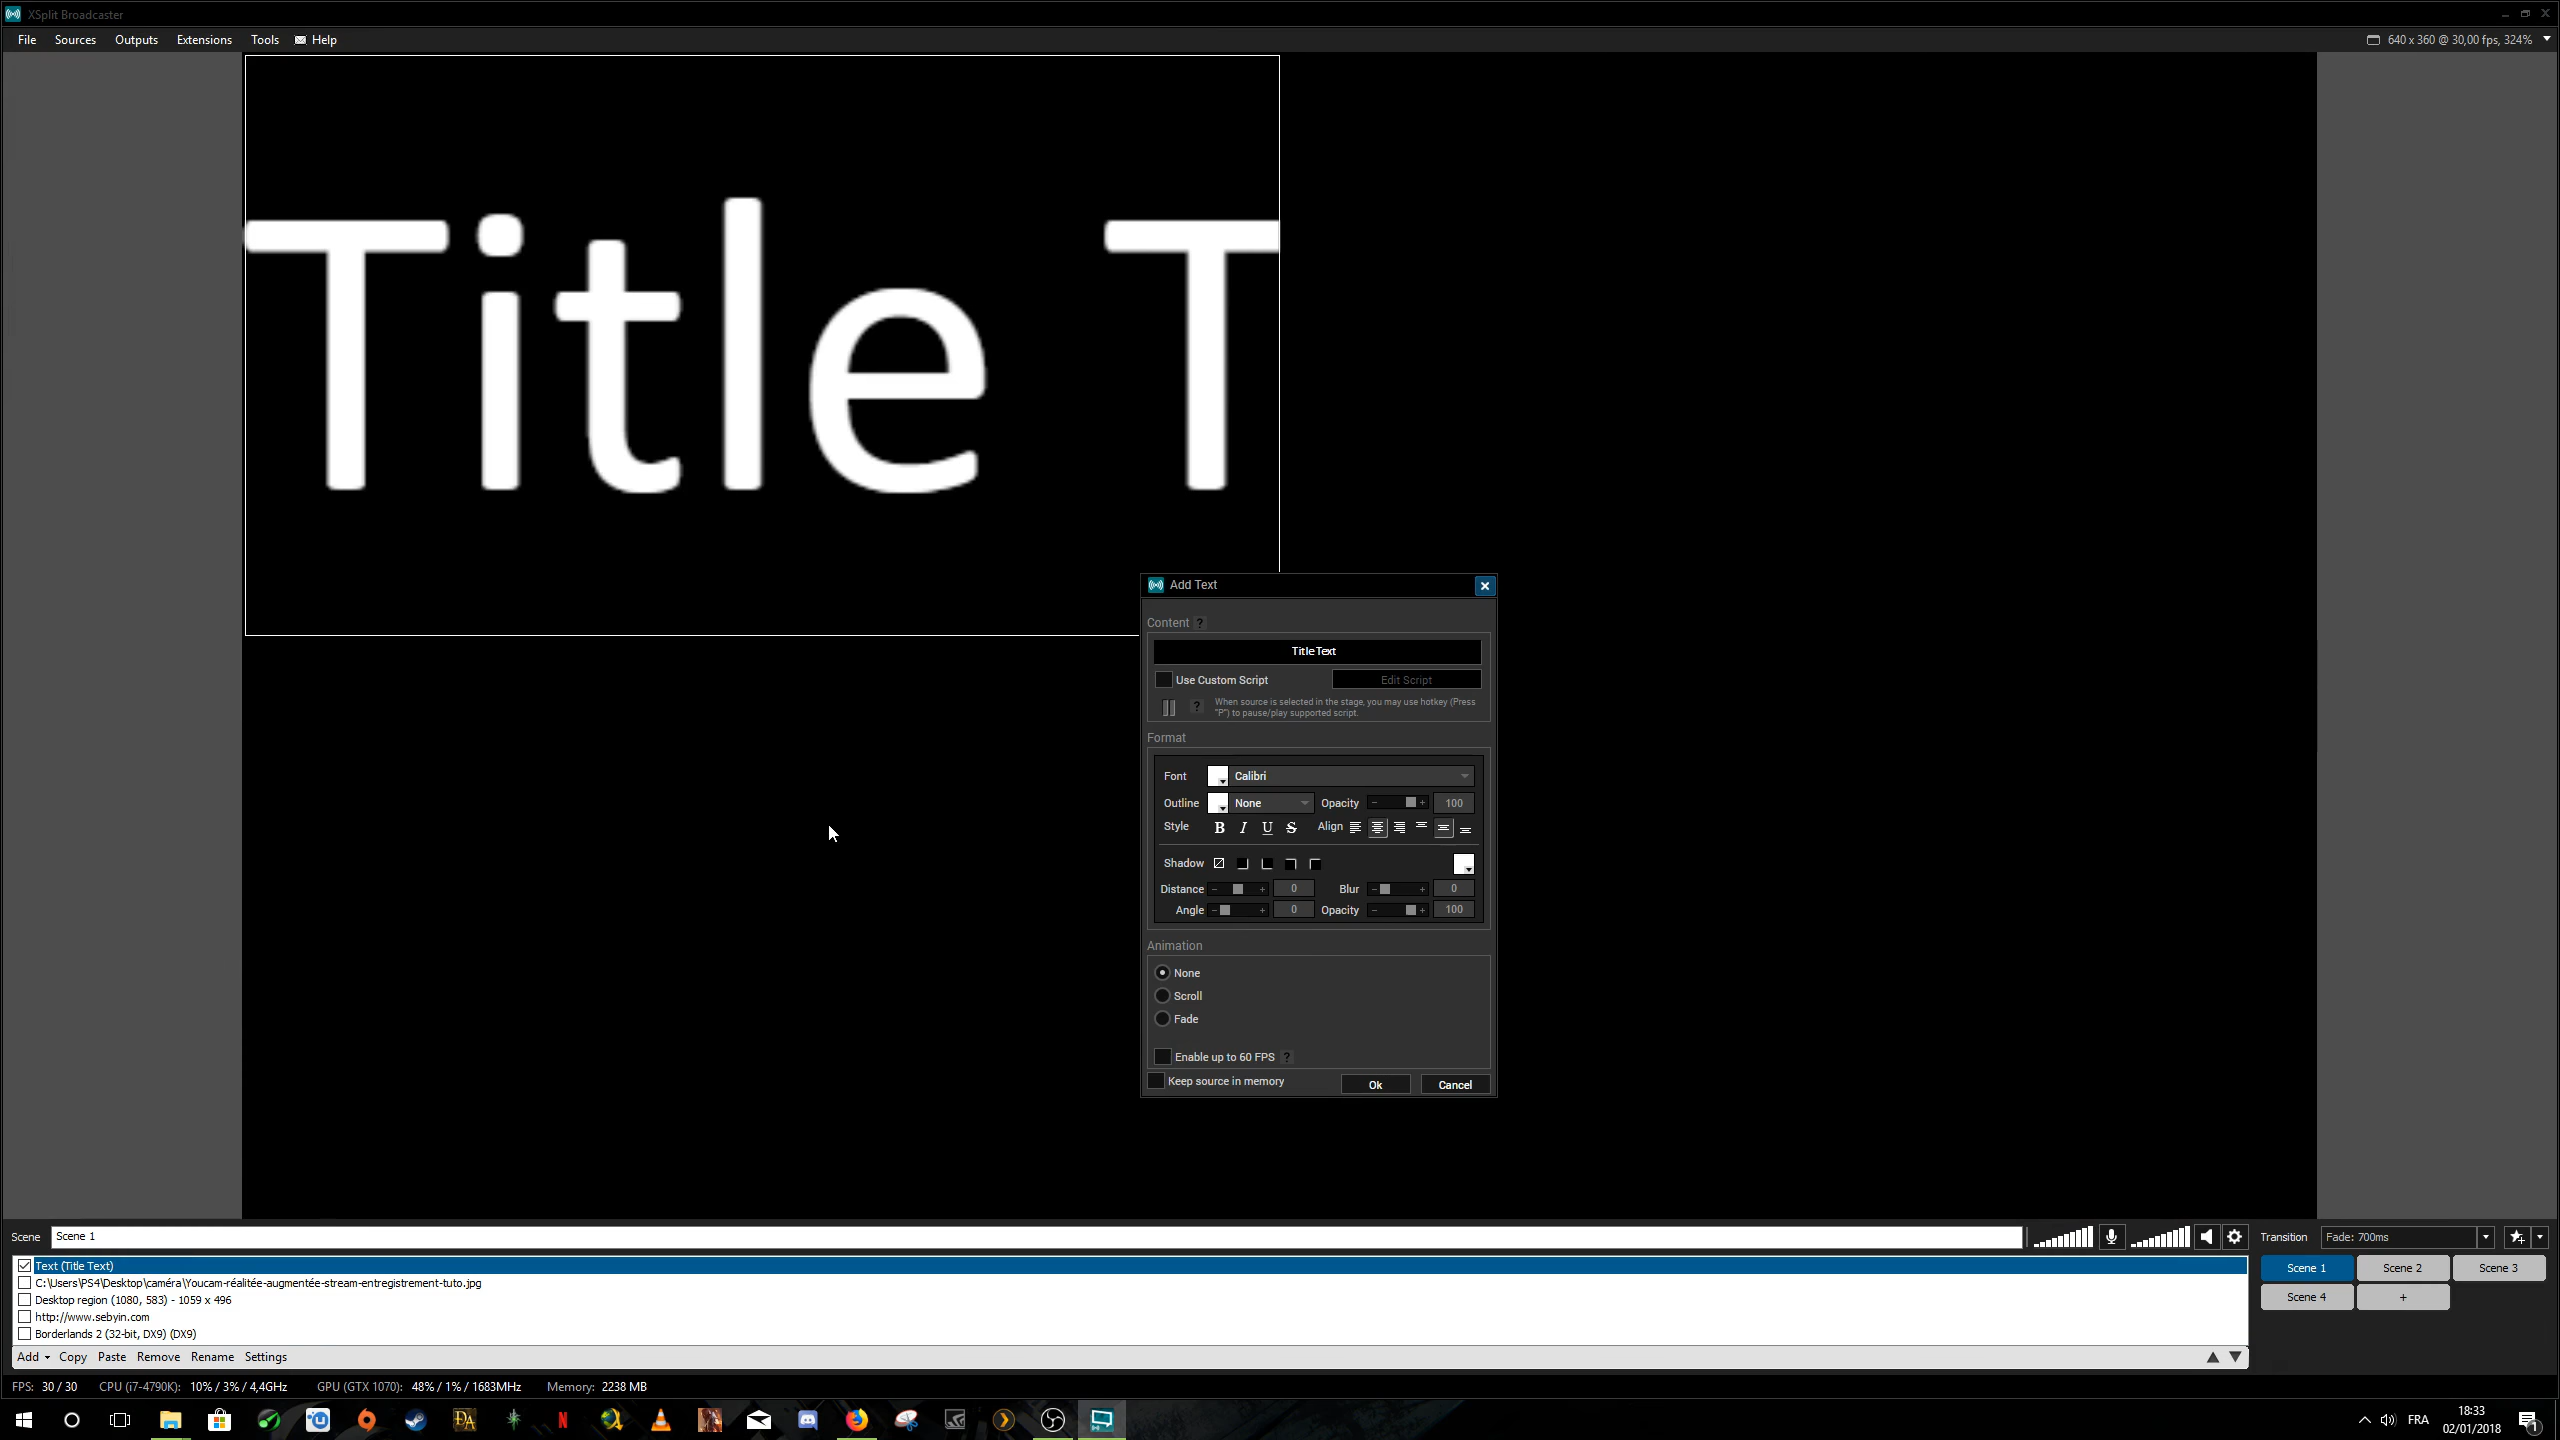 XSplit Broadcaster
File Sources Outputs Extensions Tools Help
640 x 360 @ 30,00 fps, 324%
Title T
Add Text
Content ?
Title Text
Use Custom Script Edit Script
? When source is selected in the stage, you may use hotkey (Press
"P") to pause/play supported script.
Format
Font Calibri
Outline None Opacity - + 100
Style B I U S Align
Shadow
Distance - + 0 Blur - + 0
Angle - + 0 Opacity - + 100
Animation
None
Scroll
Fade
Enable up to 60 FPS ?
Keep source in memory Ok Cancel
Scene Scene 1 Transition Fade: 700ms
Text (Title Text)
C:\Users\PS4\Desktop\caméra\Youcam-réalitée-augmentée-stream-entregistrement-tuto.jpg
Desktop region (1080, 583) - 1059 x 496
http://www.sebyin.com
Borderlands 2 (32-bit, DX9) (DX9)
Scene 1 Scene 2 Scene 3
Scene 4 +
Add Copy Paste Remove Rename Settings
FPS: 30 / 30 CPU (i7-4790K): 10% / 3% / 4,4GHz GPU (GTX 1070): 48% / 1% / 1683MHz Memory: 2238 MB
DA N FRA 18:33
02/01/2018 1